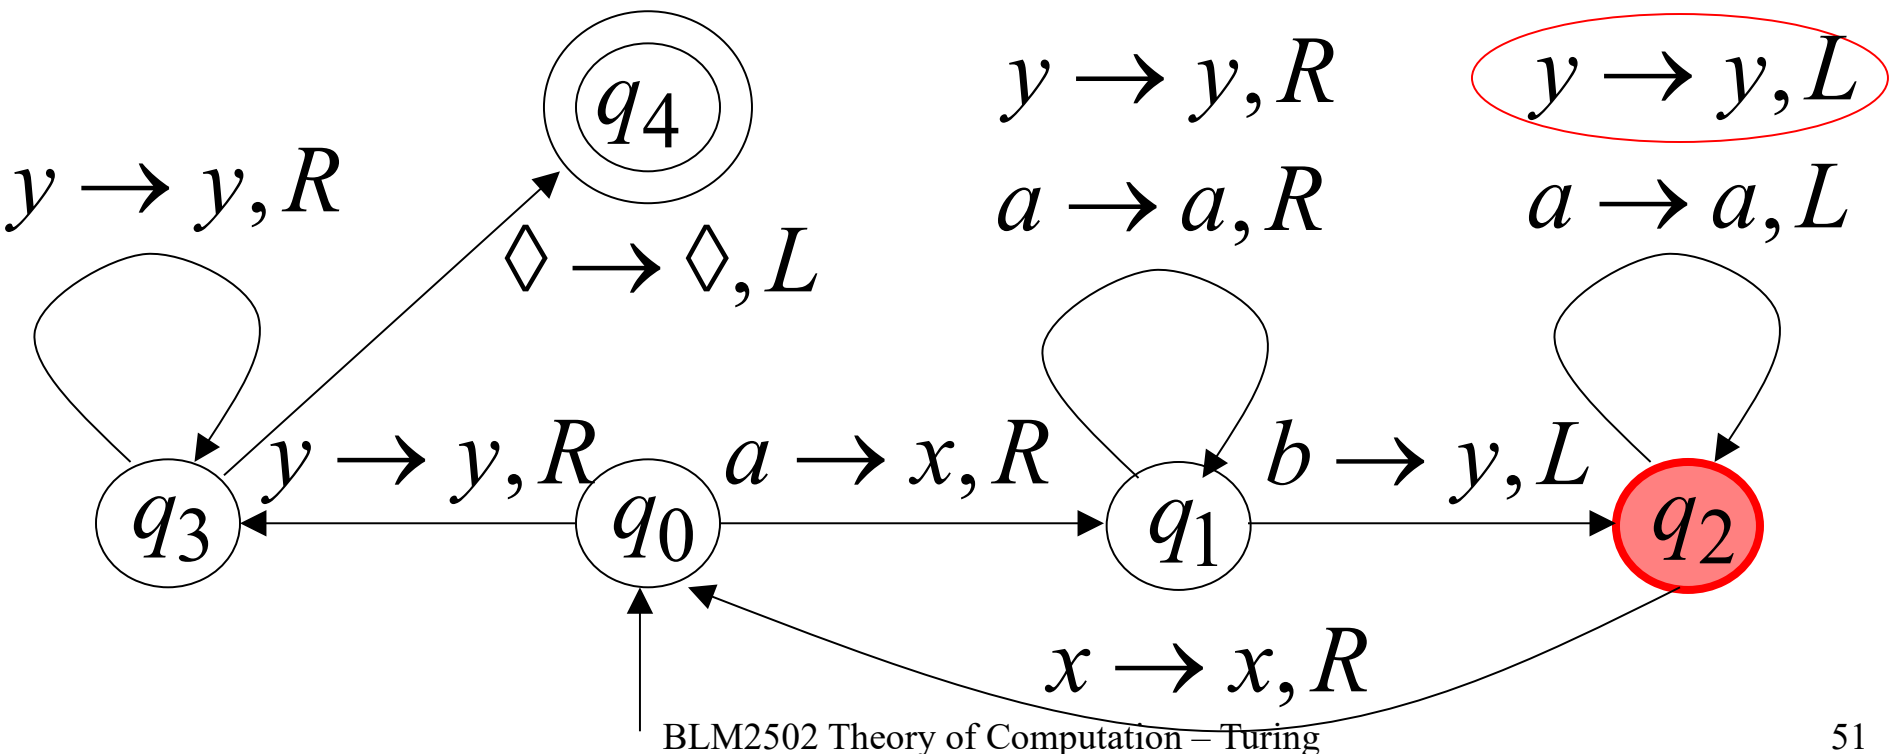 q4
y → y, R
y → y, L
y → y, R
a → a, R
a → a, L
◊ → ◊, L
y → y, R
a → x, R
b → y, L
q3
q0
q1
q2
x → x, R
BLM2502 Theory of Computation – Turing
51